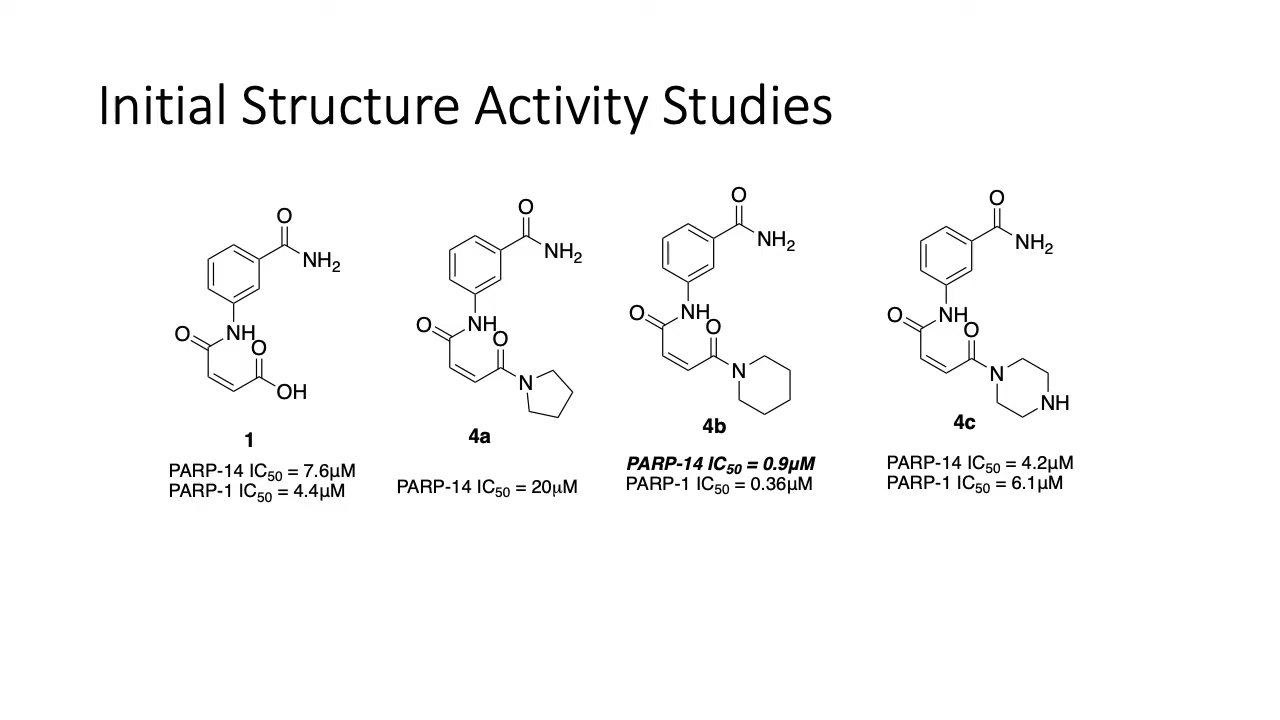 Initial Structure Activity Studies
O
NH2
NH
O
O
OH
1
PARP-14 IC50 = 7.6µM
PARP-1 IC50 = 4.4µM
O
NH2
NH
O
O
N
4a
PARP-14 IC50 = 20µM
O
NH2
NH
O
O
N
4b
PARP-14 IC50 = 0.9µM
PARP-1 IC50 = 0.36µM
O
NH2
NH
O
O
N
NH
4c
PARP-14 IC50 = 4.2µM
PARP-1 IC50 = 6.1µM